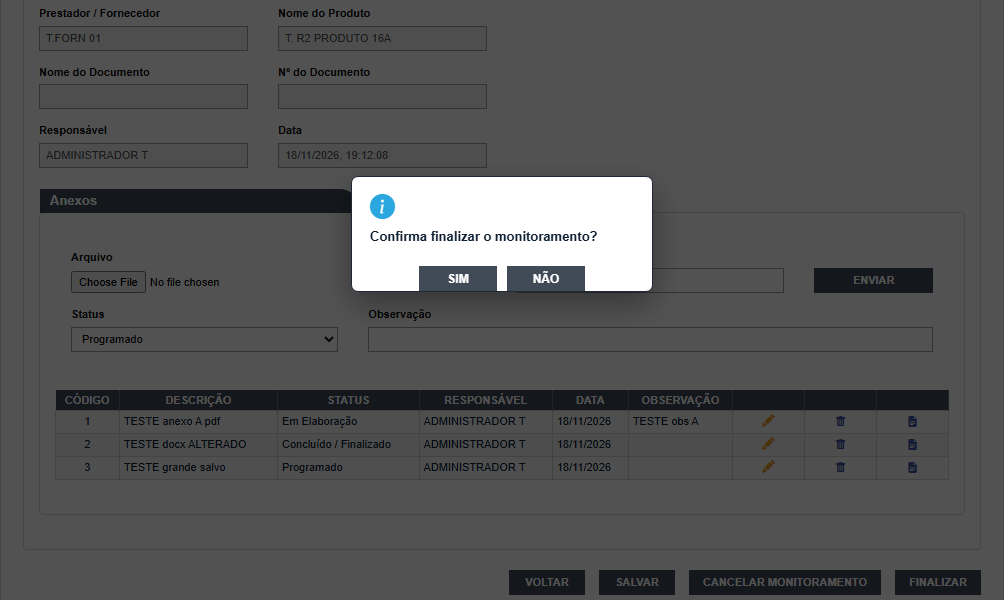 Prestador / Fornecedor Nome do Produto
T.FORN 01 T. R2 PRODUTO 16A
Nome do Documento Nº do Documento
Responsável Data
ADMINISTRADOR T 18/11/2026, 19:12:08
Anexos
i
Confirma finalizar o monitoramento?
SIM NÃO
Arquivo
Choose File No file chosen ENVIAR
Status Observação
Programado
CÓDIGO DESCRIÇÃO STATUS RESPONSÁVEL DATA OBSERVAÇÃO
1 TESTE anexo A pdf Em Elaboração ADMINISTRADOR T 18/11/2026 TESTE obs A
2 TESTE docx ALTERADO Concluído / Finalizado ADMINISTRADOR T 18/11/2026
3 TESTE grande salvo Programado ADMINISTRADOR T 18/11/2026
VOLTAR SALVAR CANCELAR MONITORAMENTO FINALIZAR